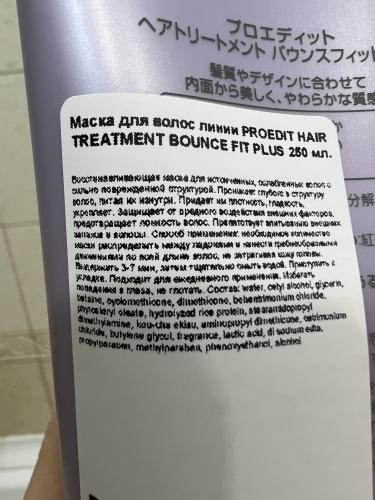 プロエディット
ヘアトリートメント バウンスフィット
髪質やデザインに合わせて
内面から美しく、やわらかな質感
Маска для волос линии PROEDIT HAIR
TREATMENT BOUNCE FIT PLUS 250 мл.
Восстанавливающая маска для истонченных, ослабленных волос с
сильно поврежденной структурой. Проникает глубоко в структуру
волос, питая их изнутри. Придает им плотность, гладкость,
укрепляет. Защищает от вредного воздействия внешних факторов,
предотвращает ломкость волос. Препятствует впитыванию внешних
запахов в волосы. Способ применения: необходимое количество
маски распределить между ладонями и нанести гребнеобразными
движениями по всей длине волос, не затрагивая кожу головы.
Выдержать 3-7 мин, затем тщательно смыть водой. Приступить к
укладке. Подходит для ежедневного применения. Избегать
попадания в глаза, не глотать. Состав: water, cetyl alcohol, glycerin,
betaine, cyclomethicone, dimethicone, behentrimonium chloride,
phytosteryl oleate, hydrolyzed rice protein, stearamidopropyl
dimethylamine, kou-cha ekisu, aminopropyl dimethicone, cetrimonium
chloride, butylene glycol, fragrance, lactic acid, di sodium edta,
propylparaben, methylparaben, phenoxyethanol, alcohol
分解